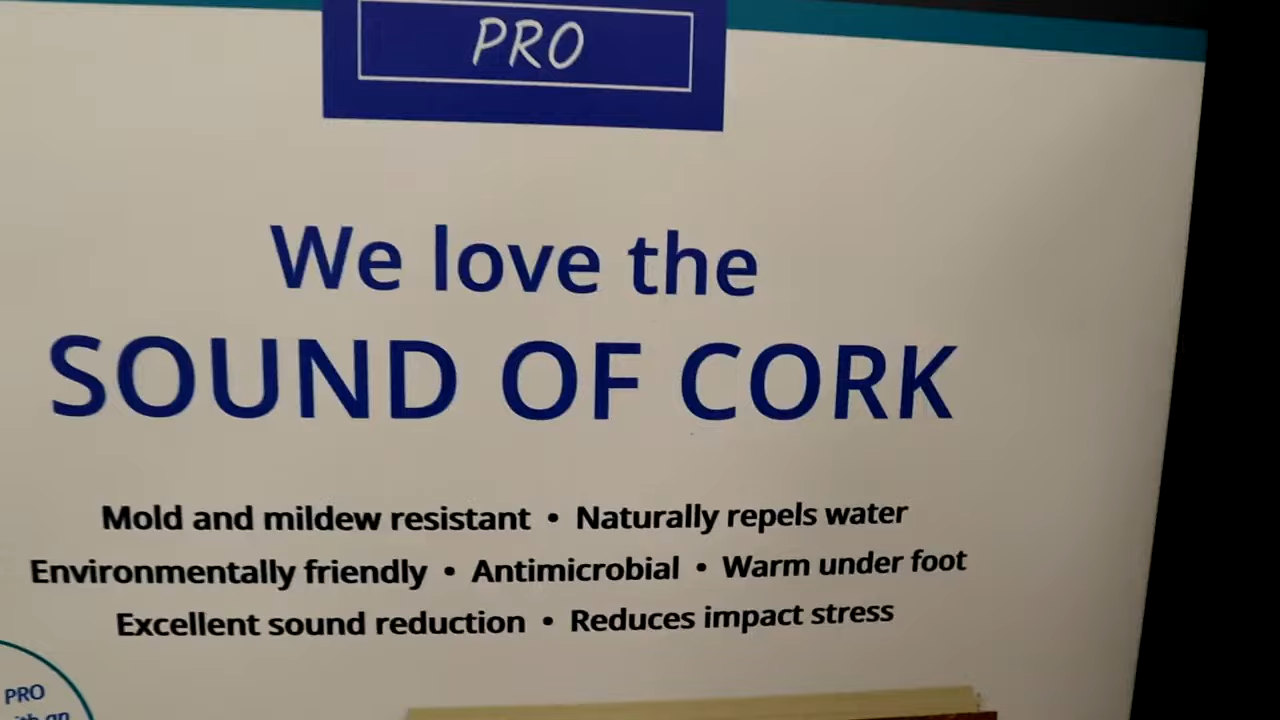 PRO
We love the
SOUND OF CORK
Mold and mildew resistant • Naturally repels water
Environmentally friendly • Antimicrobial • Warm under foot
Excellent sound reduction • Reduces impact stress
PRO
an